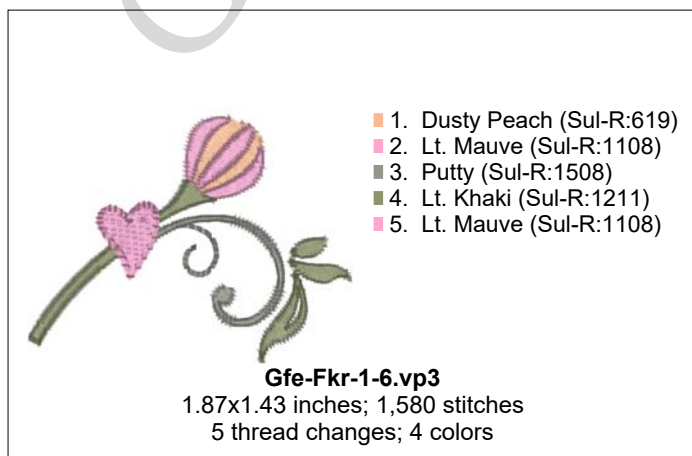 1. Dusty Peach (Sul-R:619)
2. Lt. Mauve (Sul-R:1108)
3. Putty (Sul-R:1508)
4. Lt. Khaki (Sul-R:1211)
5. Lt. Mauve (Sul-R:1108)
Gfe-Fkr-1-6.vp3
1.87x1.43 inches; 1,580 stitches
5 thread changes; 4 colors